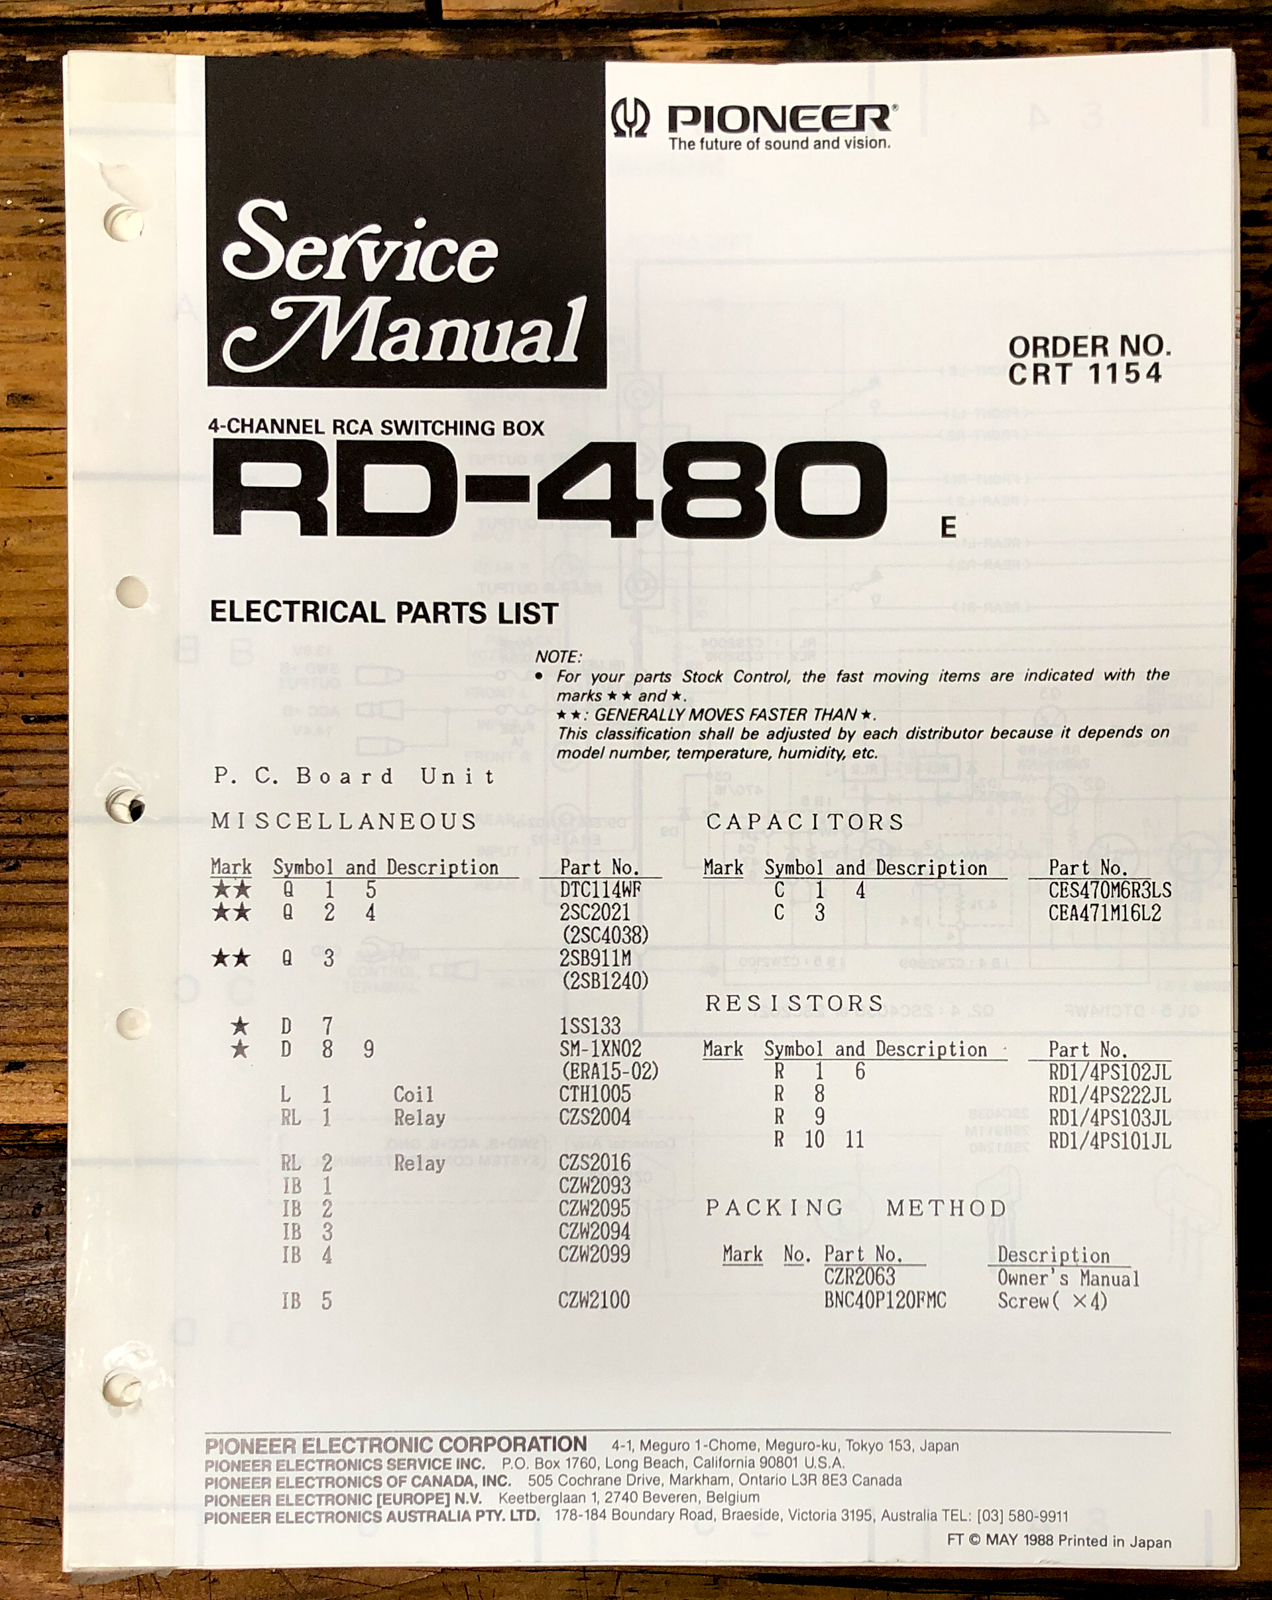 PIONEER®
The future of sound and vision.
Service
Manual
ORDER NO.
CRT 1154
4-CHANNEL RCA SWITCHING BOX
RD-480
E
ELECTRICAL PARTS LIST
NOTE:
• For your parts Stock Control, the fast moving items are indicated with the
marks ★★ and ★.
★★: GENERALLY MOVES FASTER THAN ★.
This classification shall be adjusted by each distributor because it depends on
model number, temperature, humidity, etc.
P. C. Board Unit
MISCELLANEOUS
Mark Symbol and Description Part No.
★★ Q 1 5 DTC114WF
★★ Q 2 4 2SC2021
(2SC4038)
★★ Q 3 2SB911M
(2SB1240)
★ D 7 1SS133
★ D 8 9 SM-1XN02
(ERA15-02)
L 1 Coil CTH1005
RL 1 Relay CZS2004
RL 2 Relay CZS2016
IB 1 CZW2093
IB 2 CZW2095
IB 3 CZW2094
IB 4 CZW2099
IB 5 CZW2100
CAPACITORS
Mark Symbol and Description Part No.
C 1 4 CES470M6R3LS
C 3 CEA471M16L2
RESISTORS
Mark Symbol and Description Part No.
R 1 6 RD1/4PS102JL
R 8 RD1/4PS222JL
R 9 RD1/4PS103JL
R 10 11 RD1/4PS101JL
PACKING METHOD
Mark No. Part No. Description
CZR2063 Owner's Manual
BNC40P120FMC Screw( ×4)
PIONEER ELECTRONIC CORPORATION 4-1, Meguro 1-Chome, Meguro-ku, Tokyo 153, Japan
PIONEER ELECTRONICS SERVICE INC. P.O. Box 1760, Long Beach, California 90801 U.S.A.
PIONEER ELECTRONICS OF CANADA, INC. 505 Cochrane Drive, Markham, Ontario L3R 8E3 Canada
PIONEER ELECTRONIC [EUROPE] N.V. Keetberglaan 1, 2740 Beveren, Belgium
PIONEER ELECTRONICS AUSTRALIA PTY. LTD. 178-184 Boundary Road, Braeside, Victoria 3195, Australia TEL: [03] 580-9911
FT © MAY 1988 Printed in Japan